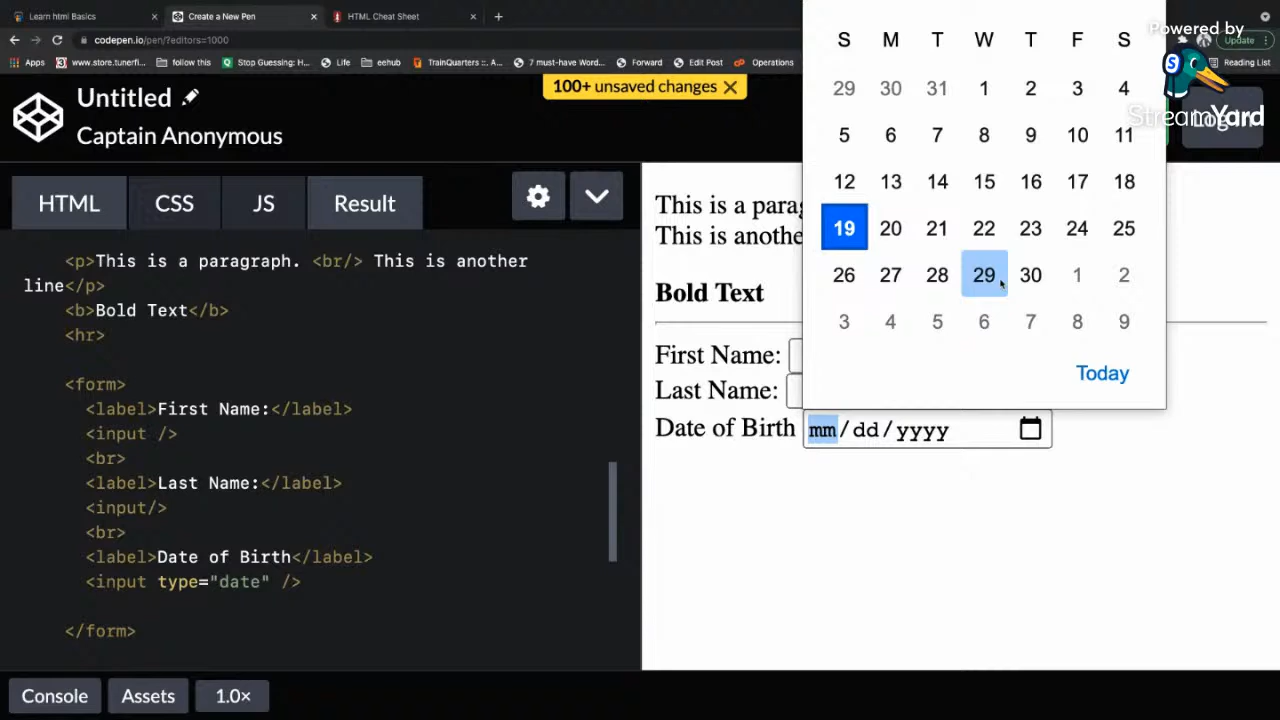 Learn html Basics
Create a New Pen
HTML Cheat Sheet
codepen.io/pen/?editors=1000
Update
Apps
www.store.tunerfi...
follow this
Stop Guessing: H...
Life
eehub
TrainQuarters ::. A...
7 must-have Word...
Forward
Edit Post
Operations
Reading List
Powered by
StreamYard
Untitled
Captain Anonymous
100+ unsaved changes
HTML
CSS
JS
Result
<p>This is a paragraph. <br/> This is another
line</p>
<b>Bold Text</b>
<hr>
<form>
<label>First Name:</label>
<input />
<br>
<label>Last Name:</label>
<input/>
<br>
<label>Date of Birth</label>
<input type="date" />
</form>
Console
Assets
1.0×
This is a parag
This is anothe
Bold Text
First Name:
Last Name:
Date of Birth mm/dd/yyyy
S M T W T F S
29 30 31 1 2 3 4
5 6 7 8 9 10 11
12 13 14 15 16 17 18
19 20 21 22 23 24 25
26 27 28 29 30 1 2
3 4 5 6 7 8 9
Today